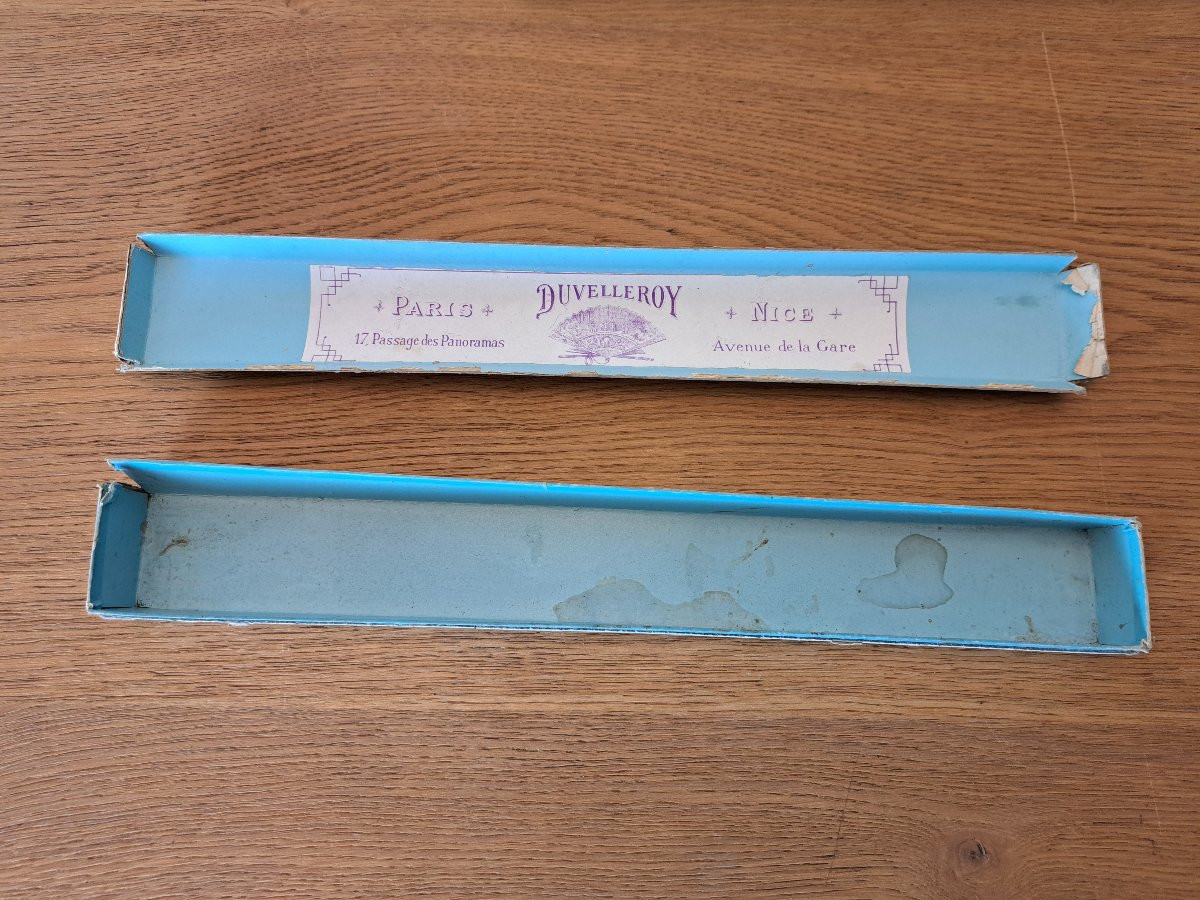 DUVELLEROY
PARIS
NICE
17, Passage des Panoramas
Avenue de la Gare